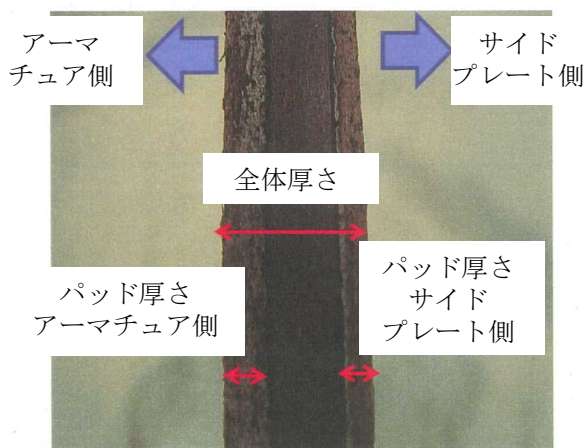 アーマ
チュア側
サイド
プレート側
全体厚さ
パッド厚さ
アーマチュア側
パッド厚さ
サイド
プレート側